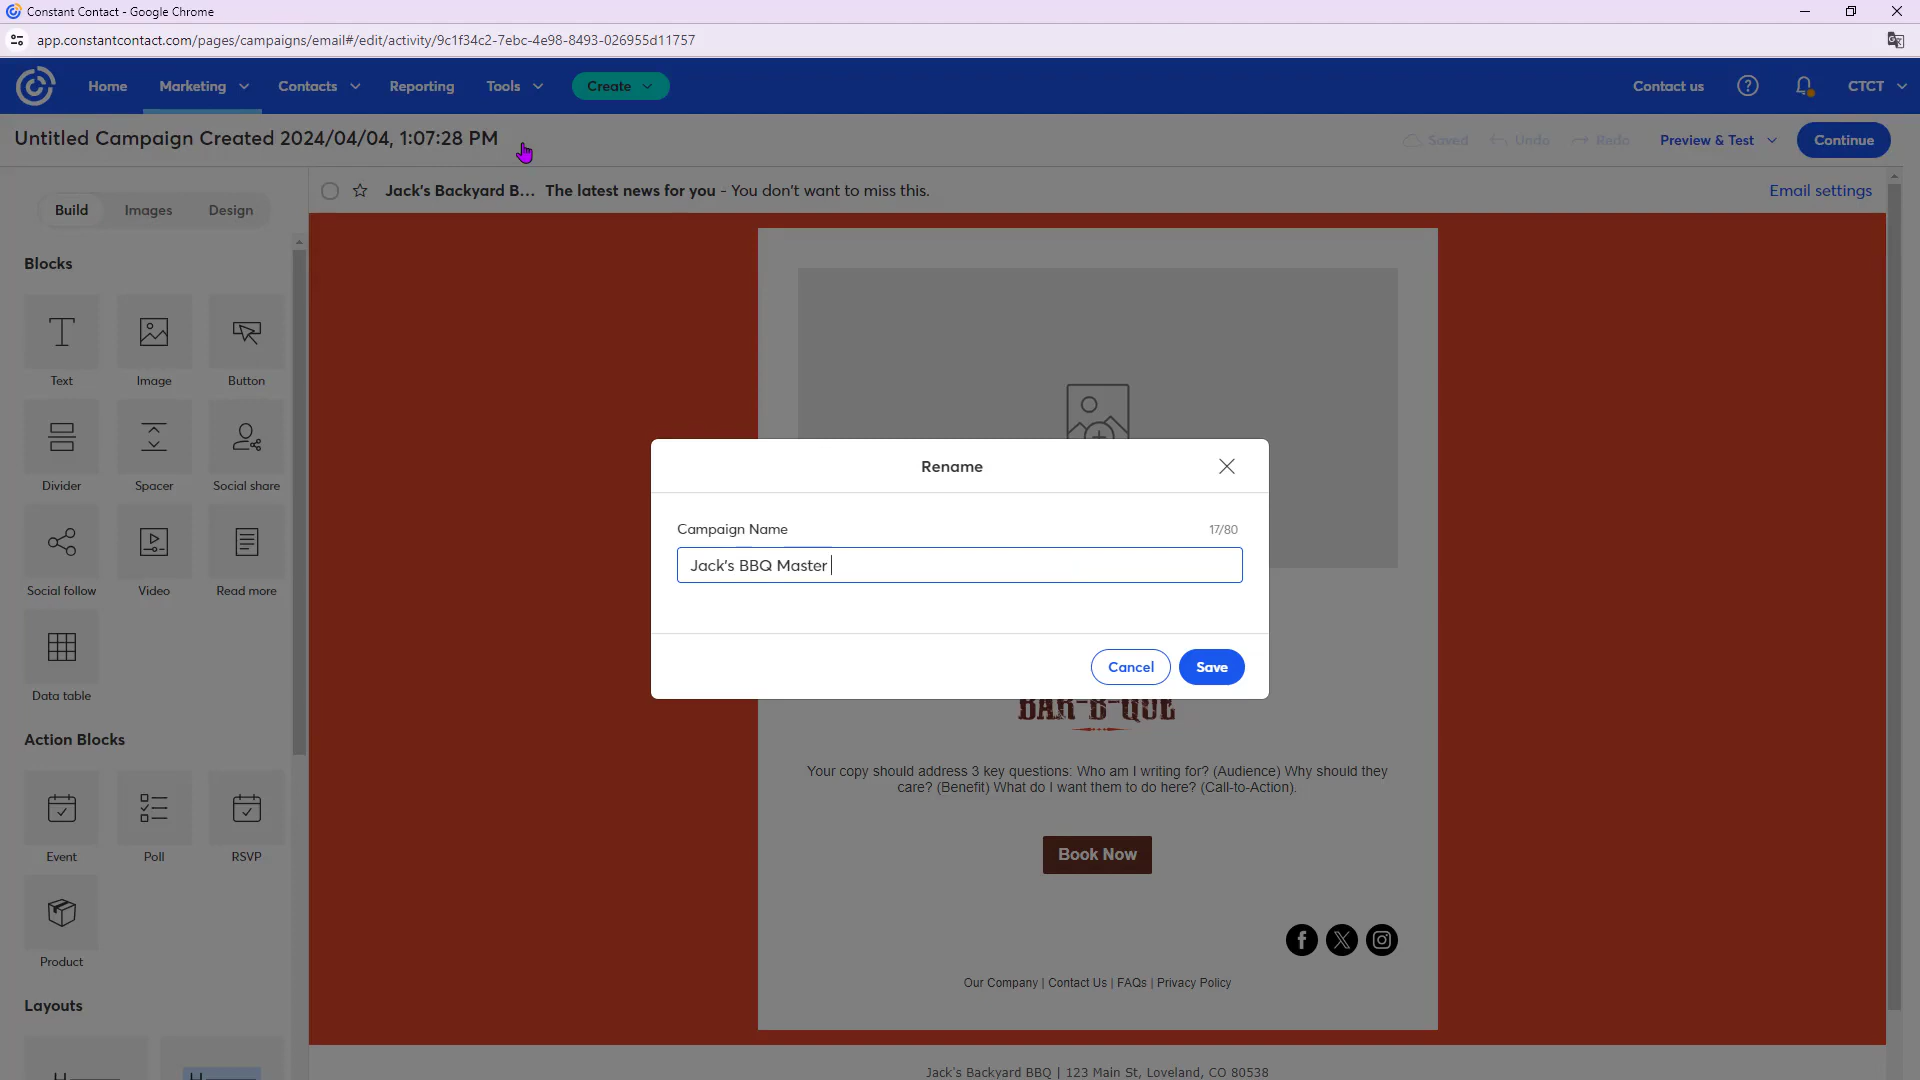 Constant Contact - Google Chrome
app.constantcontact.com/pages/campaigns/email#/edit/activity/9c1f34c2-7ebc-4e98-8493-026955d11757
Home Marketing Contacts Reporting Tools Create Contact us CTCT
Untitled Campaign Created 2024/04/04, 1:07:28 PM
Saved Undo Redo Preview & Test Continue
Jack's Backyard B... The latest news for you - You don't want to miss this.
Email settings
Build Images Design
Blocks
Text Image Button
Divider Spacer Social share
Social follow Video Read more
Data table
Action Blocks
Event Poll RSVP
Product
Layouts
Rename
Campaign Name 17/80
Jack's BBQ Master
Cancel Save
BAR-B-QUE
Your copy should address 3 key questions: Who am I writing for? (Audience) Why should they
care? (Benefit) What do I want them to do here? (Call-to-Action).
Book Now
Our Company | Contact Us | FAQs | Privacy Policy
Jack's Backyard BBQ | 123 Main St, Loveland, CO 80538